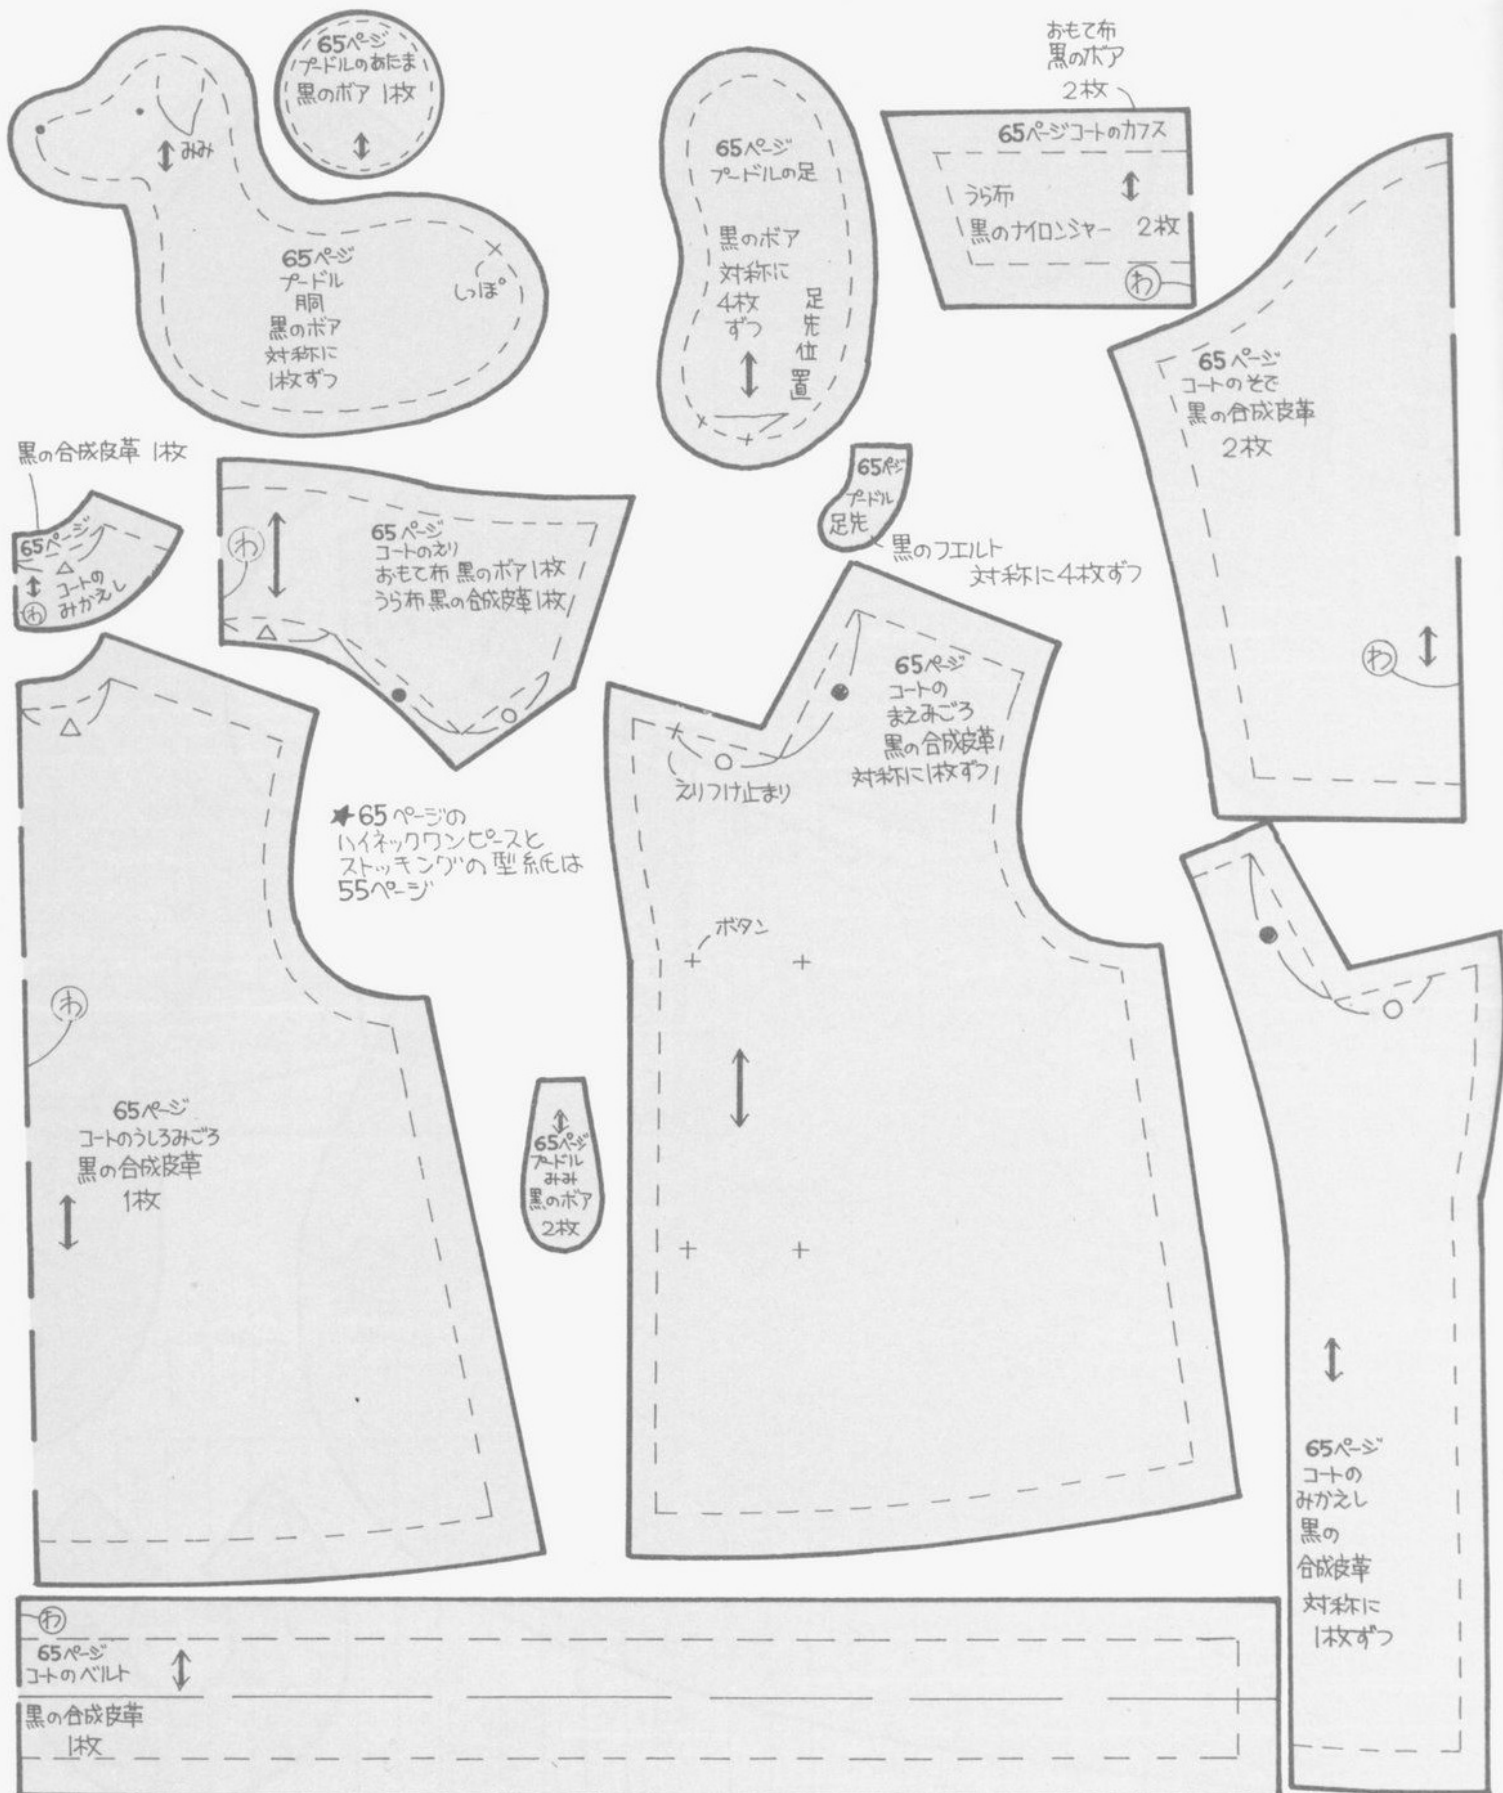 65ページ
プードルのあたま
黒のボア 1枚
みみ
65ページ
プードル
胴
黒のボア
対称に
1枚ずつ
しっぽ
65ページ
プードルの足
黒のボア
対称に
4枚
ずつ
足先位置
おもて布
黒のボア
2枚
65ページコートのカフス
うら布
黒のナイロンシャー 2枚
わ
65ページ
コートのそで
黒の合成皮革
2枚
わ
黒の合成皮革 1枚
65ページ
コートの
みかえし
わ
わ
65ページ
コートのえり
おもて布 黒のボア1枚
うら布 黒の合成皮革1枚
65ページ
プードル
足先
黒のフエルト
対称に4枚ずつ
65ページ
コートの
まえみごろ
黒の合成皮革
対称に1枚ずつ
えりつけ止まり
ボタン
★65ページの
ハイネックワンピースと
ストッキングの型紙は
55ページ
わ
65ページ
コートのうしろみごろ
黒の合成皮革
1枚
65ページ
プードル
みみ
黒のボア
2枚
65ページ
コートの
みかえし
黒の
合成皮革
対称に
1枚ずつ
わ
65ページ
コートのベルト
黒の合成皮革
1枚